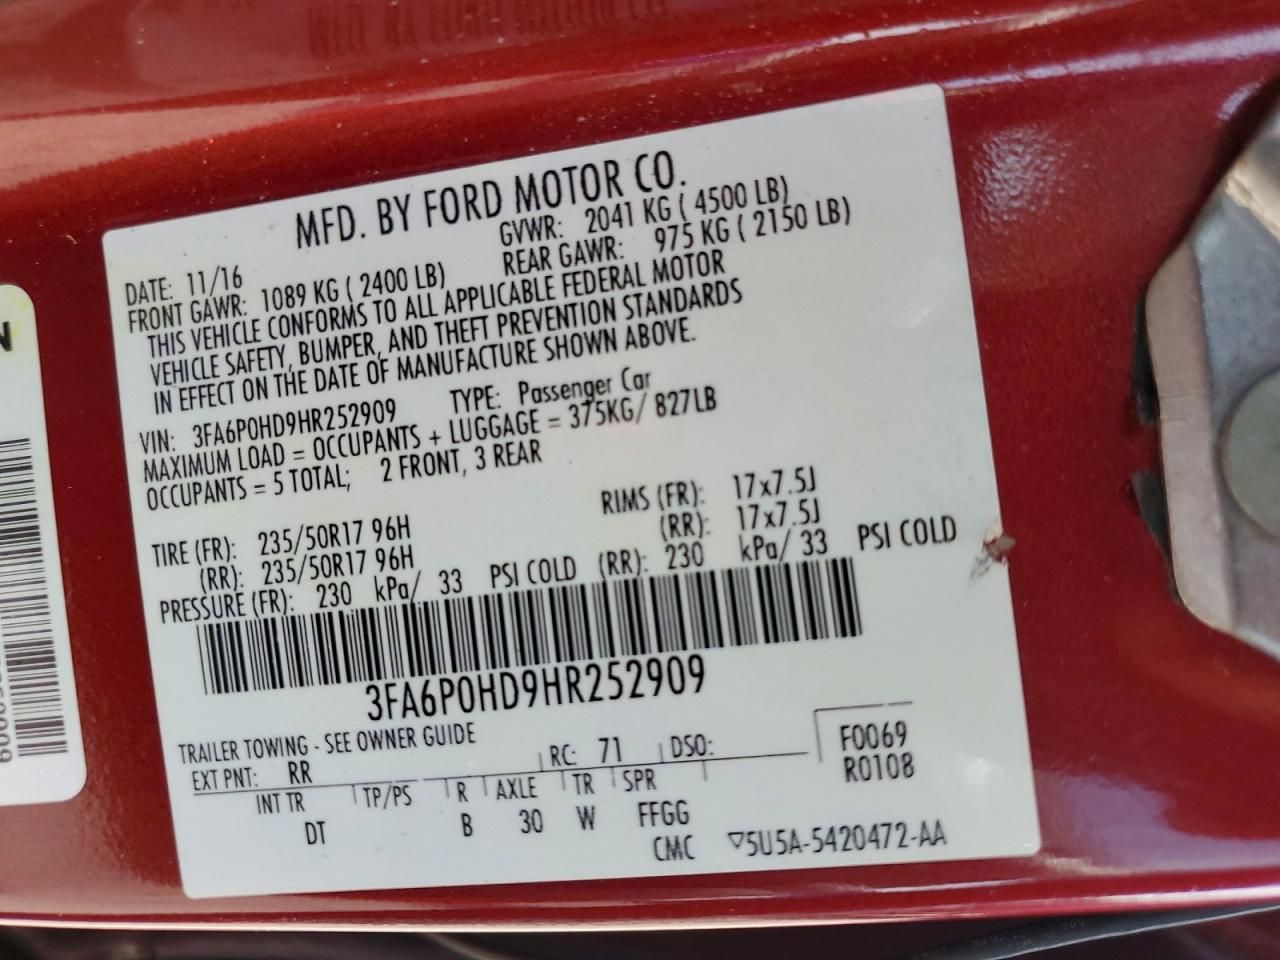 MFD. BY FORD MOTOR CO.
DATE: 11/16 GVWR: 2041 KG ( 4500 LB)
FRONT GAWR: 1089 KG ( 2400 LB) REAR GAWR: 975 KG ( 2150 LB)
THIS VEHICLE CONFORMS TO ALL APPLICABLE FEDERAL MOTOR
VEHICLE SAFETY, BUMPER, AND THEFT PREVENTION STANDARDS
IN EFFECT ON THE DATE OF MANUFACTURE SHOWN ABOVE.
VIN: 3FA6P0HD9HR252909 TYPE: Passenger Car
MAXIMUM LOAD = OCCUPANTS + LUGGAGE = 375KG/ 827LB
OCCUPANTS = 5 TOTAL; 2 FRONT, 3 REAR
TIRE (FR): 235/50R17 96H RIMS (FR): 17x7.5J
(RR): 235/50R17 96H (RR): 17x7.5J
PRESSURE (FR): 230 kPa/ 33 PSI COLD (RR): 230 kPa/ 33 PSI COLD
3FA6P0HD9HR252909
TRAILER TOWING - SEE OWNER GUIDE
EXT PNT: RR RC: 71 DSO: F0069
R0108
INT TR TP/PS R AXLE TR SPR
DT B 30 W FFGG
CMC ▽5U5A-5420472-AA